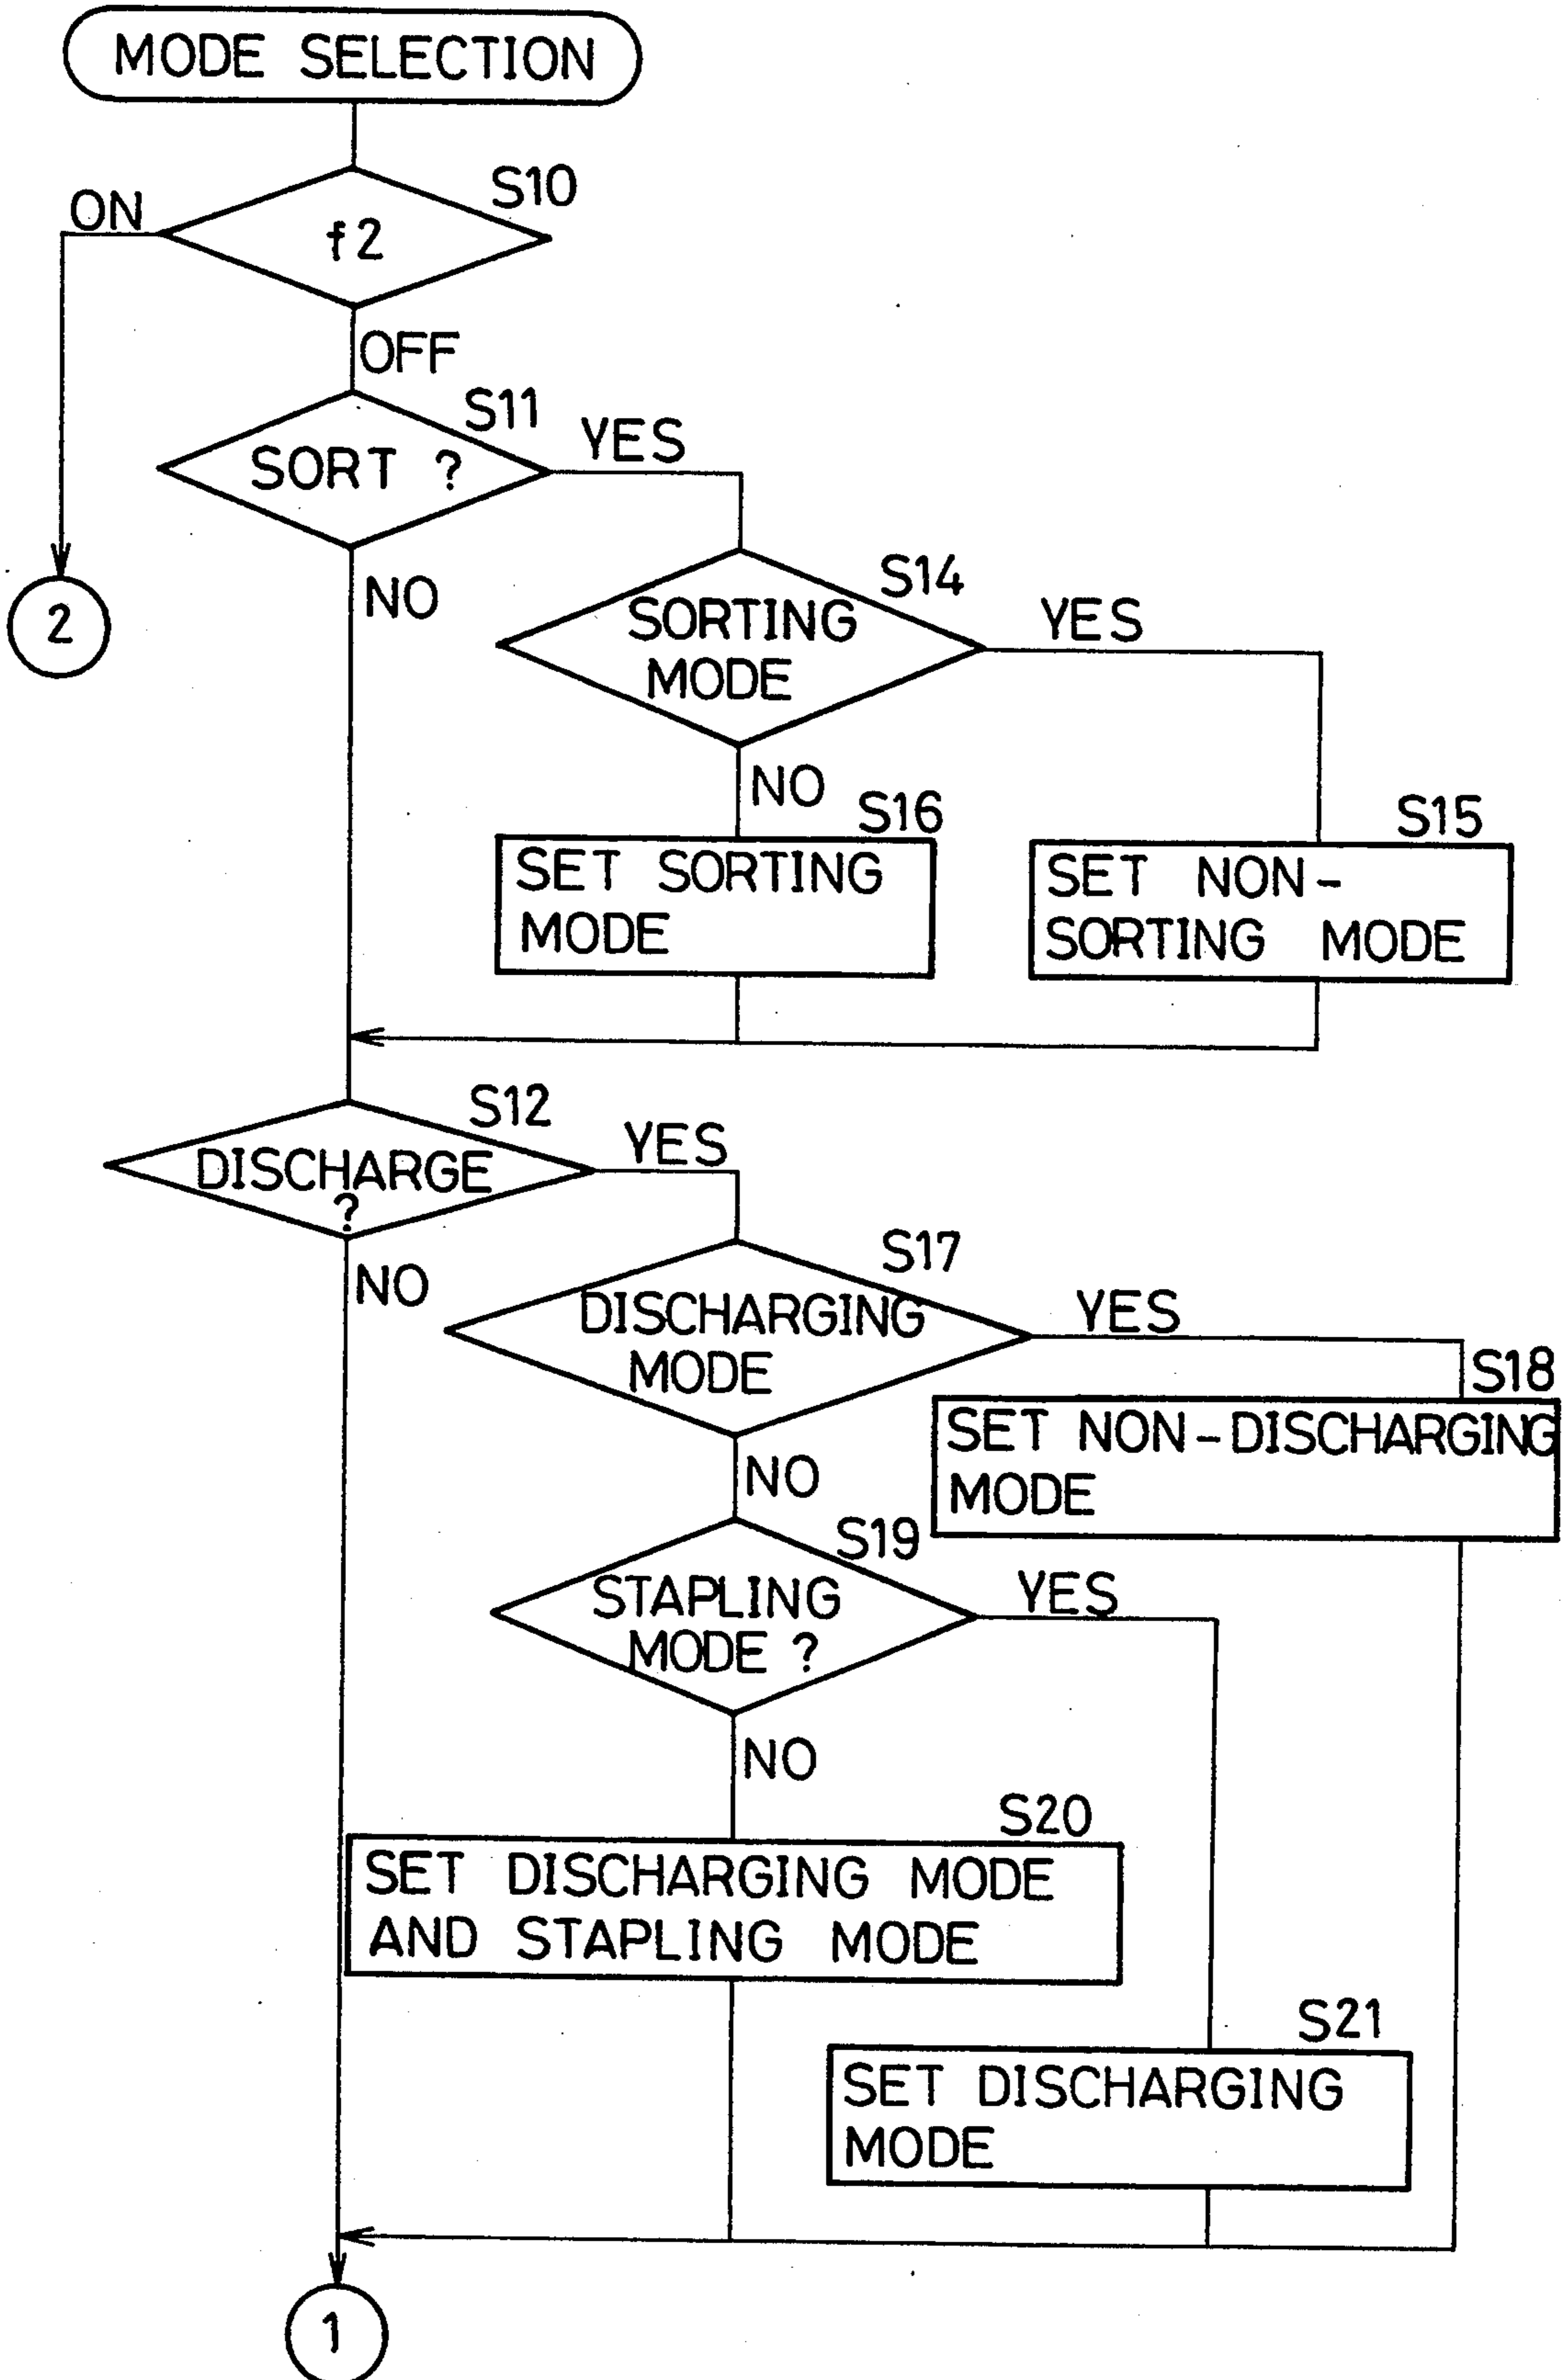 MODE SELECTION
S10
ON
f2
OFF
S11
YES
SORT ?
NO
S14
YES
SORTING
MODE
2
NO
S16
SET SORTING
MODE
S15
SET NON-
SORTING MODE
S12
YES
DISCHARGE
?
NO
S17
YES
DISCHARGING
MODE
S18
SET NON-DISCHARGING
MODE
NO
S19
YES
STAPLING
MODE ?
NO
S20
SET DISCHARGING MODE
AND STAPLING MODE
S21
SET DISCHARGING
MODE
1